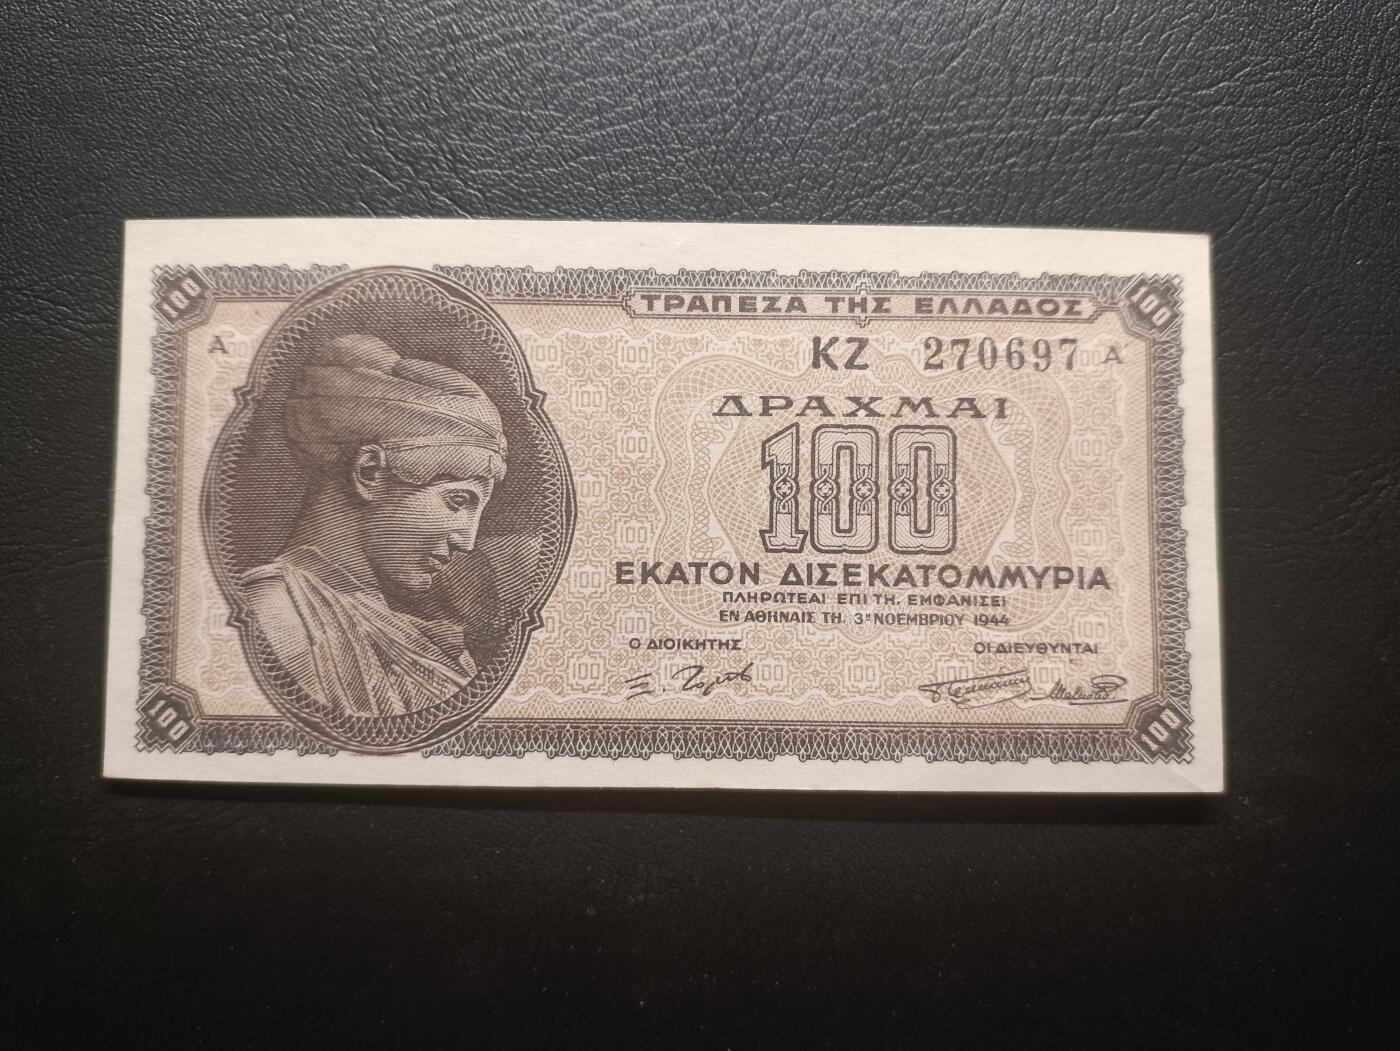 100 100
ΤΡΑΠΕΖΑ ΤΗΣ ΕΛΛΑΔΟΣ
Α ΚΖ 270697 Α
ΔΡΑΧΜΑΙ
100
ΕΚΑΤΟΝ ΔΙΣΕΚΑΤΟΜΜΥΡΙΑ
ΠΛΗΡΩΤΕΑΙ ΕΠΙ ΤΗ. ΕΜΦΑΝΙΣΕΙ
ΕΝ ΑΘΗΝΑΙΣ ΤΗ. 3ῃ ΝΟΕΜΒΡΙΟΥ 1944
Ο ΔΙΟΙΚΗΤΗΣ ΟΙ ΔΙΕΥΘΥΝΤΑΙ
100 100